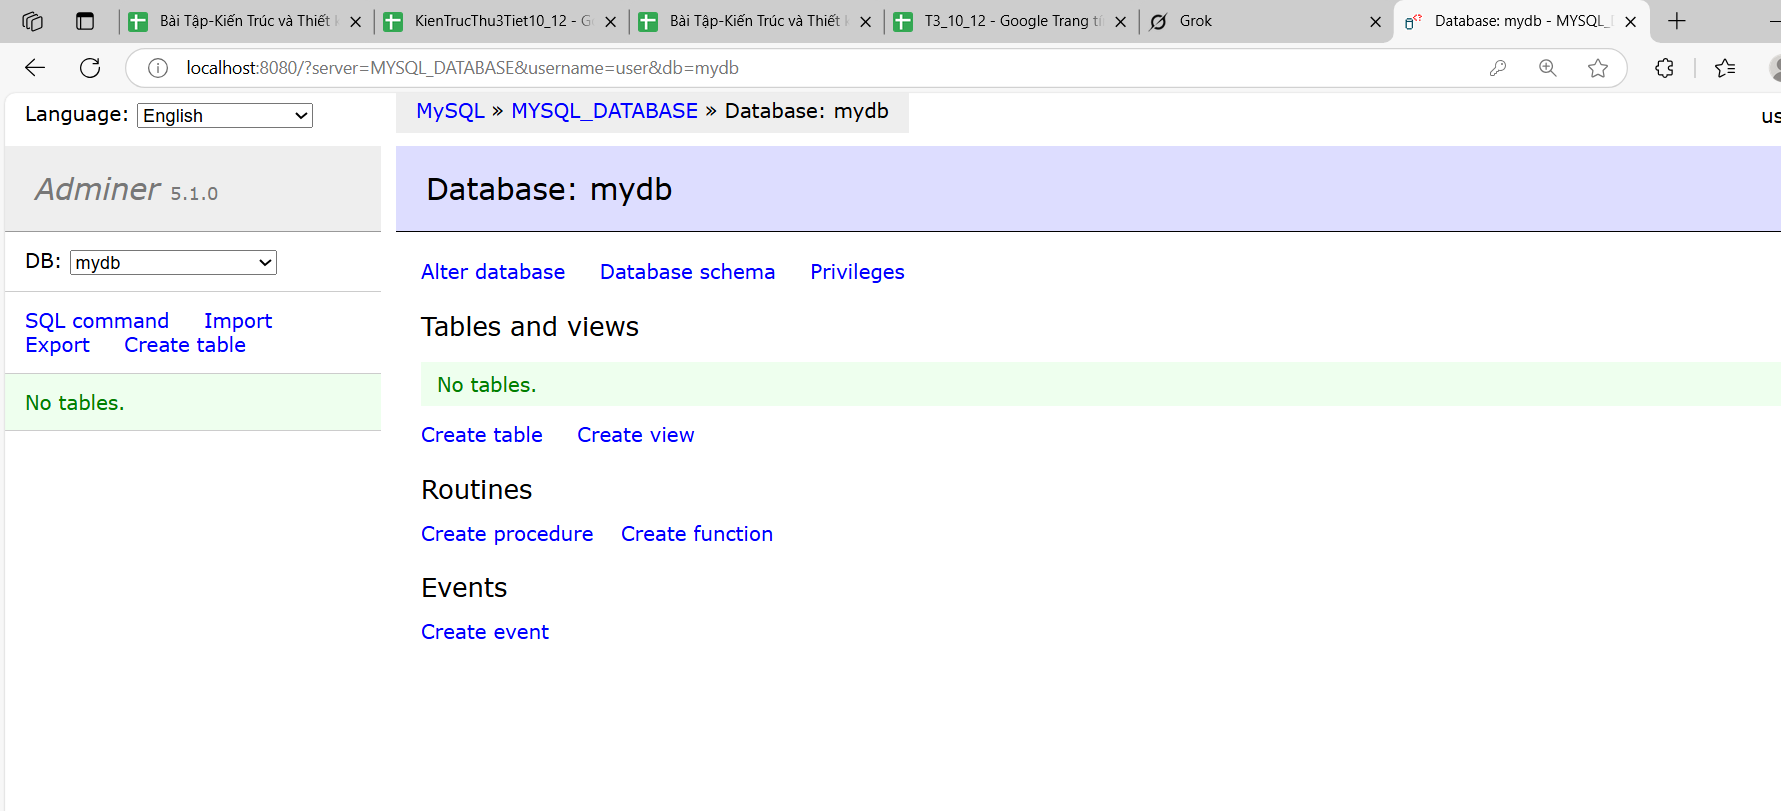 Bài Tập-Kiến Trúc và Thiết k
KienTrucThu3Tiet10_12 - G
Bài Tập-Kiến Trúc và Thiết k
T3_10_12 - Google Trang tí
Grok
Database: mydb - MYSQL_D
localhost:8080/?server=MYSQL_DATABASE&username=user&db=mydb
Language: English
MySQL » MYSQL_DATABASE » Database: mydb
us
Adminer 5.1.0
Database: mydb
DB: mydb
Alter database Database schema Privileges
SQL command Import
Export Create table
No tables.
Tables and views
No tables.
Create table Create view
Routines
Create procedure Create function
Events
Create event